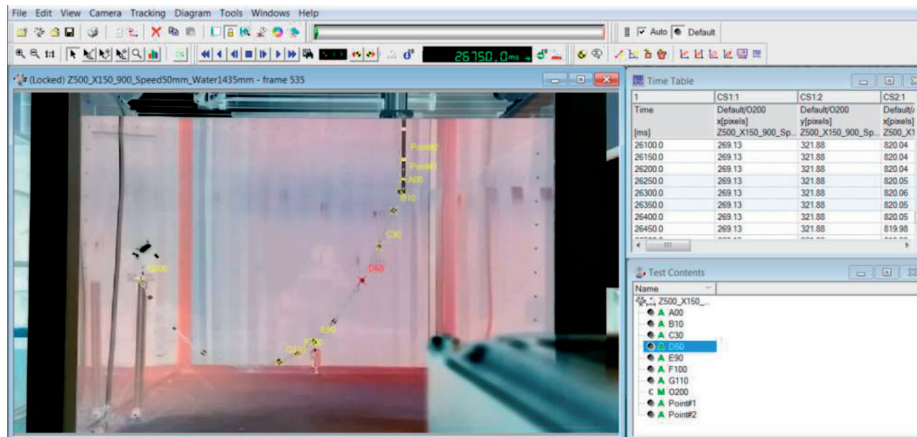 File Edit View Camera Tracking Diagram Tools Windows Help
1:1
26750.0ms
Auto Default
(Locked) Z500_X150_900_Speed50mm_Water1435mm - frame 535
Point#2
Point#1
A00
B10
C30
D50
E90
G110
O200
Time Table
1 CS1:1 CS1:2 CS2:1
Time Default/O200 Default/O200 Default/
x[pixels] y[pixels] x[pixels]
[ms] Z500_X150_900_Sp... Z500_X150_900_Sp... Z500_X1
26100.0 269.13 321.88 820.04
26150.0 269.13 321.88 820.04
26200.0 269.13 321.88 820.04
26250.0 269.13 321.88 820.05
26300.0 269.13 321.88 820.06
26350.0 269.13 321.88 820.05
26400.0 269.13 321.88 820.05
26450.0 269.13 321.88 819.98
Test Contents
Name
Z500_X150_...
A A00
A B10
A C30
A D50
A E90
A F100
A G110
C M O200
A Point#1
A Point#2